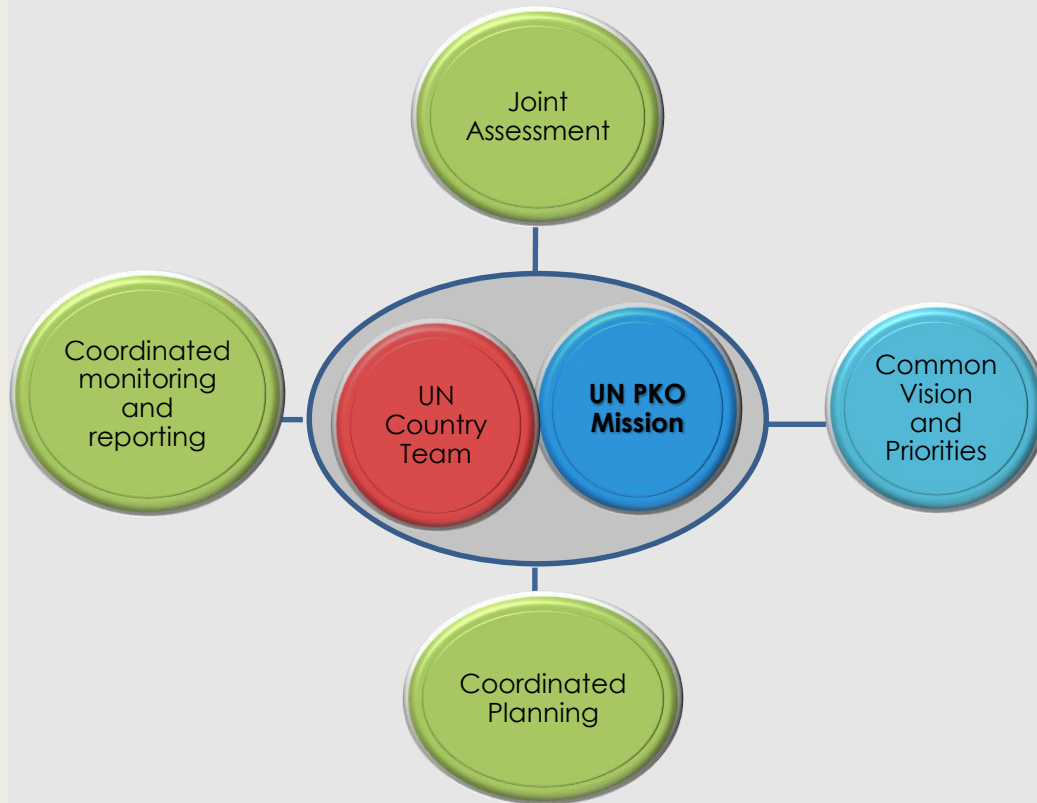 Joint
Assessment
Coordinated
monitoring
and
reporting
UN
Country
Team
UN PKO
Mission
Common
Vision
and
Priorities
Coordinated
Planning